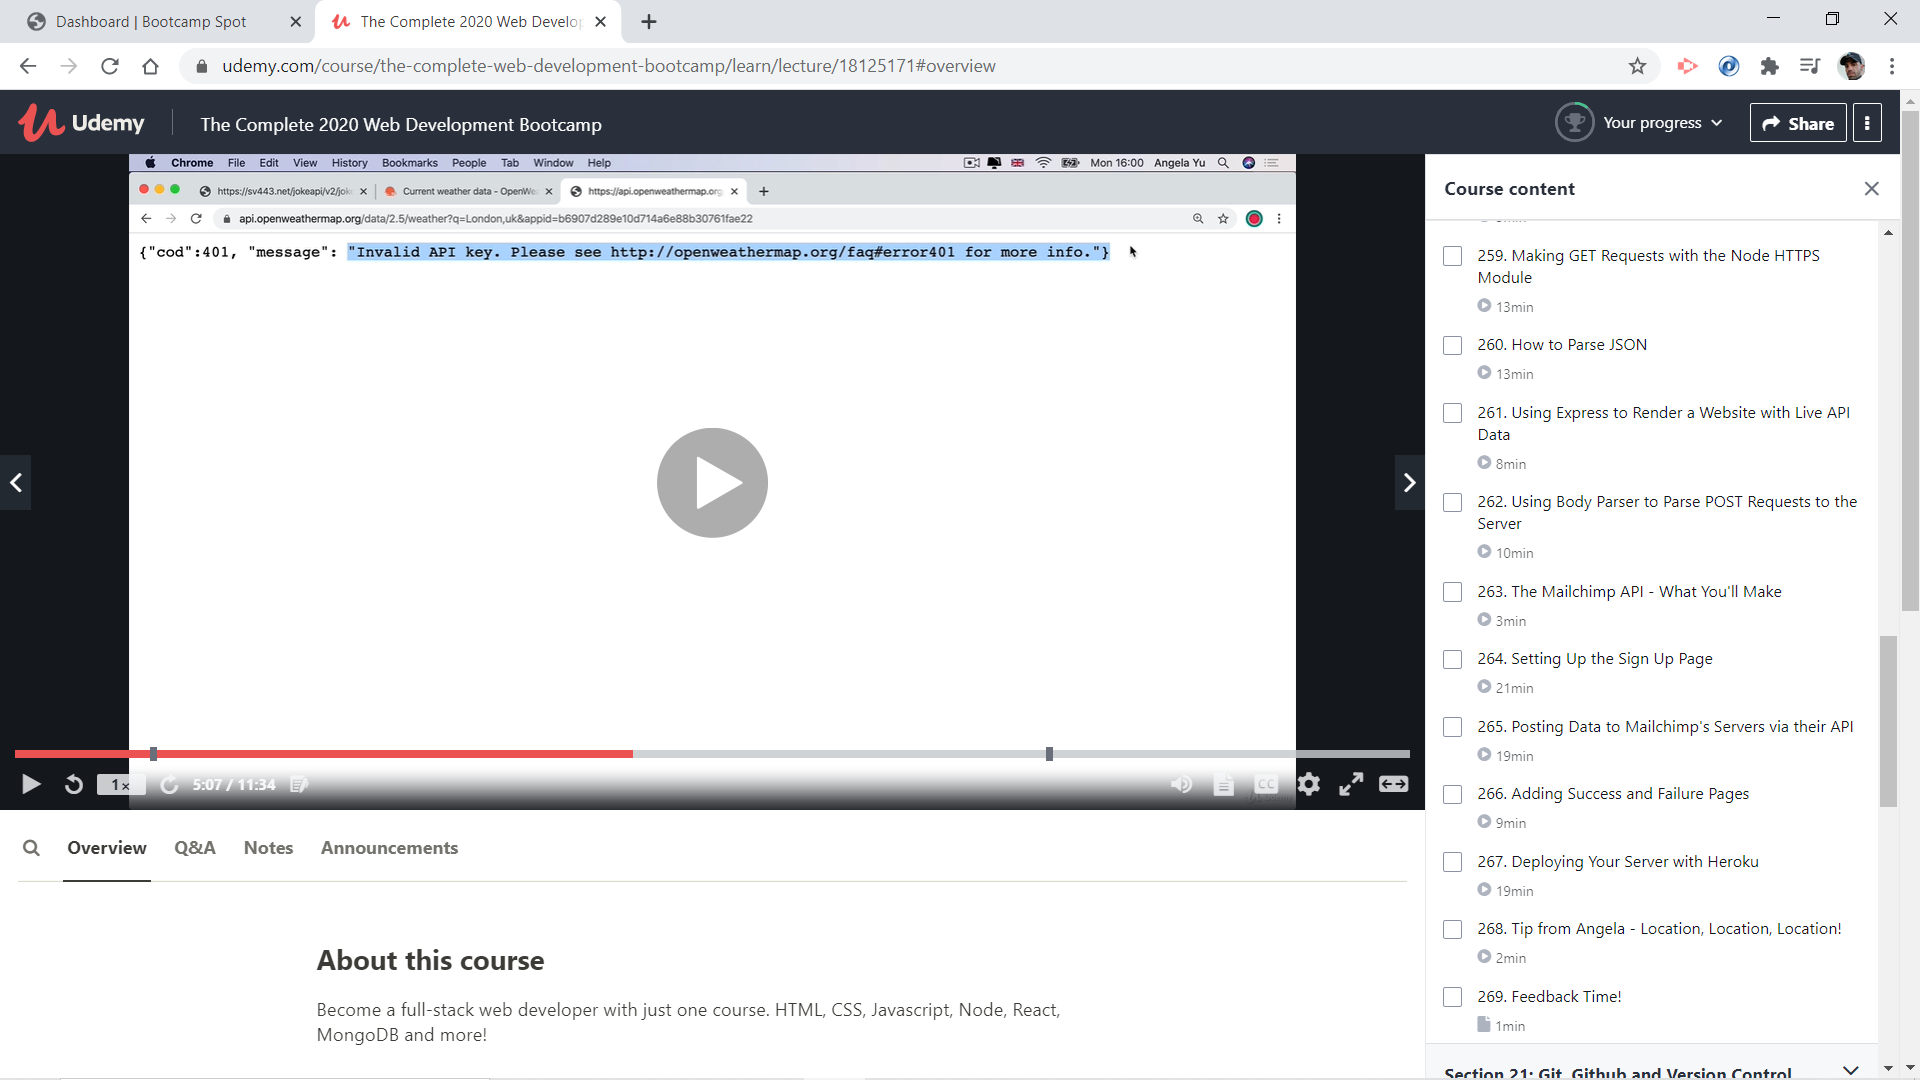 Dashboard | Bootcamp Spot
The Complete 2020 Web Develop
udemy.com/course/the-complete-web-development-bootcamp/learn/lecture/18125171#overview
Udemy
The Complete 2020 Web Development Bootcamp
Your progress
Share
Chrome File Edit View History Bookmarks People Tab Window Help
Mon 16:00 Angela Yu
https://sv443.net/jokeapi/v2/jok
Current weather data - OpenWe
https://api.openweathermap.org
api.openweathermap.org/data/2.5/weather?q=London,uk&appid=b6907d289e10d714a6e88b30761fae22
{"cod":401, "message": "Invalid API key. Please see http://openweathermap.org/faq#error401 for more info."}
1x
5:07 / 11:34
CC
Overview
Q&A
Notes
Announcements
About this course
Become a full-stack web developer with just one course. HTML, CSS, Javascript, Node, React,
MongoDB and more!
Course content
259. Making GET Requests with the Node HTTPS
Module
13min
260. How to Parse JSON
13min
261. Using Express to Render a Website with Live API
Data
8min
262. Using Body Parser to Parse POST Requests to the
Server
10min
263. The Mailchimp API - What You'll Make
3min
264. Setting Up the Sign Up Page
21min
265. Posting Data to Mailchimp's Servers via their API
19min
266. Adding Success and Failure Pages
9min
267. Deploying Your Server with Heroku
19min
268. Tip from Angela - Location, Location, Location!
2min
269. Feedback Time!
1min
Section 21: Git, Github and Version Control